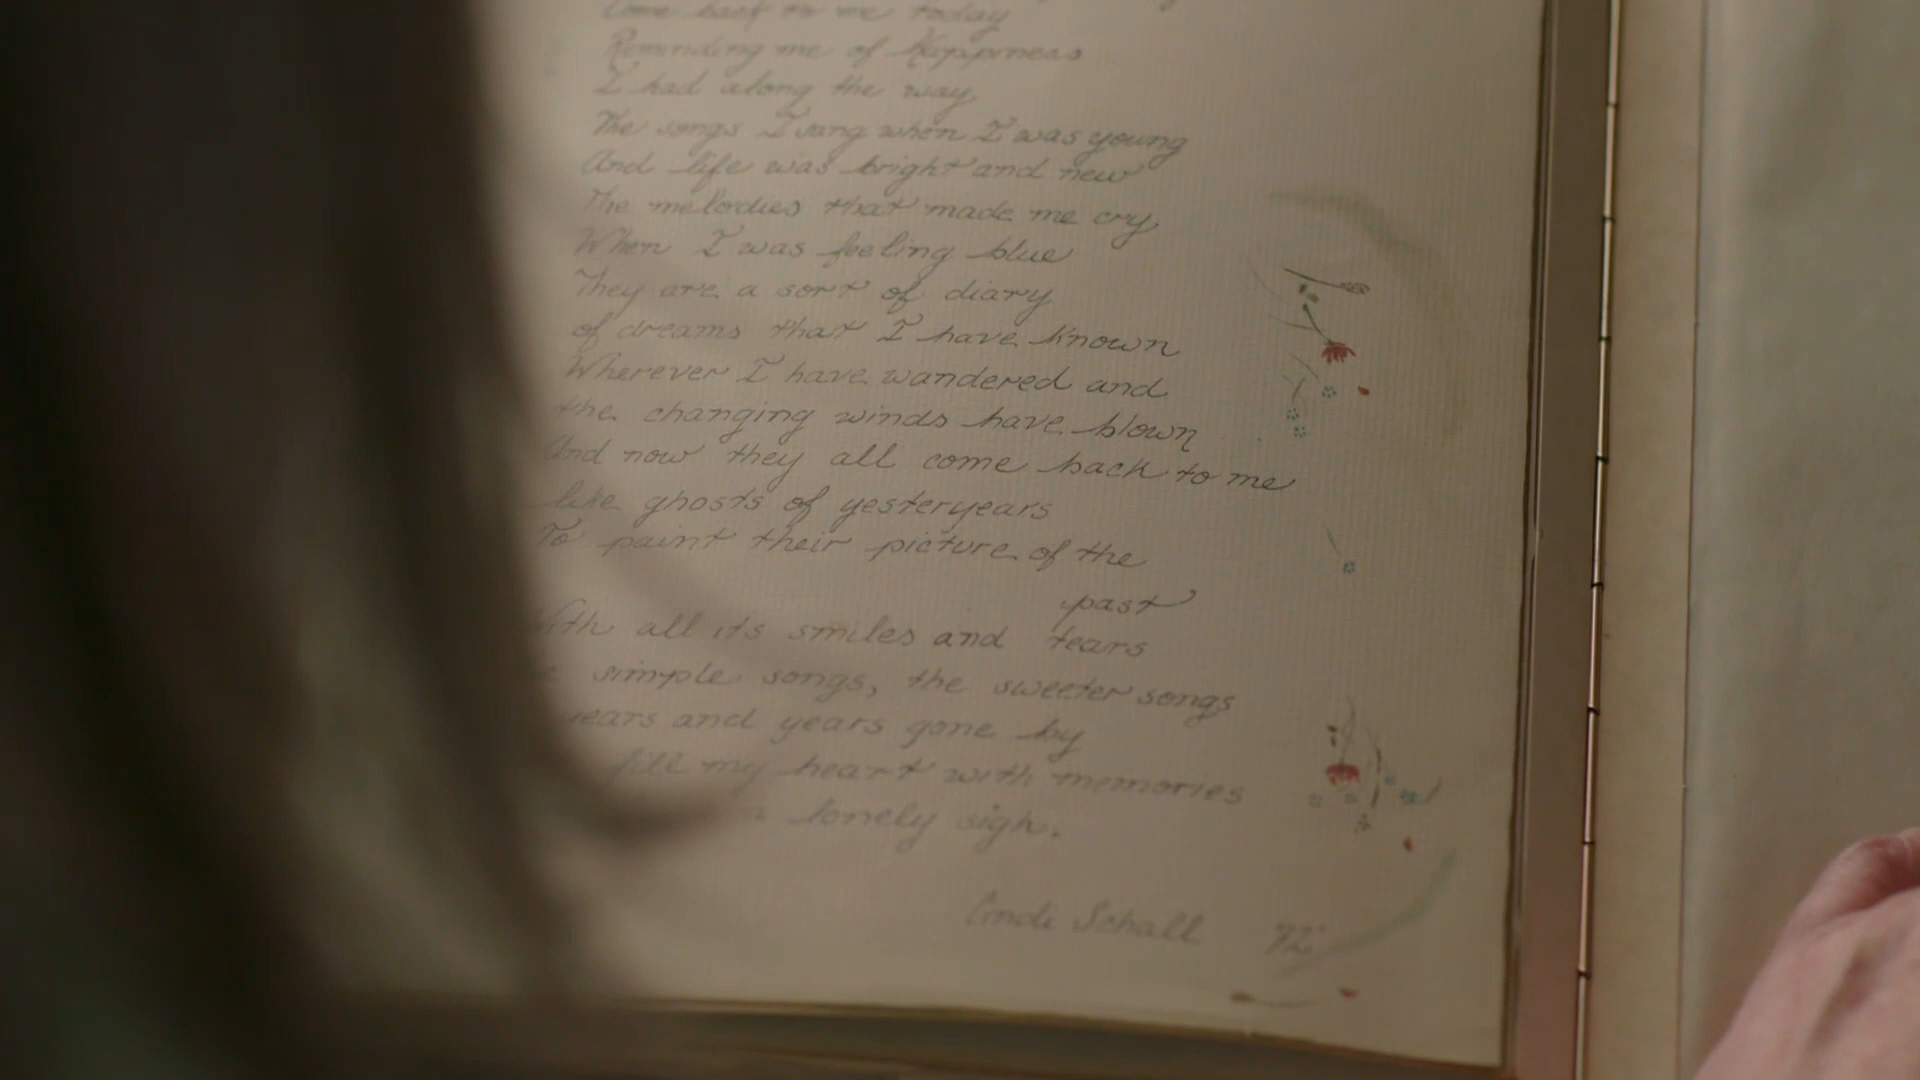 Come back to me today
Reminding me of Happiness
I had along the way
The songs I sang when I was young
And life was bright and new
The melodies that made me cry
When I was feeling blue
They are a sort of diary
of dreams that I have known
Wherever I have wandered and
the changing winds have blown
And now they all come back to me
like ghosts of yesteryears
To paint their picture of the
past
With all its smiles and tears
simple songs, the sweeter songs
years and years gone by
fill my heart with memories
a lonely sigh.
Cindi Schall 72